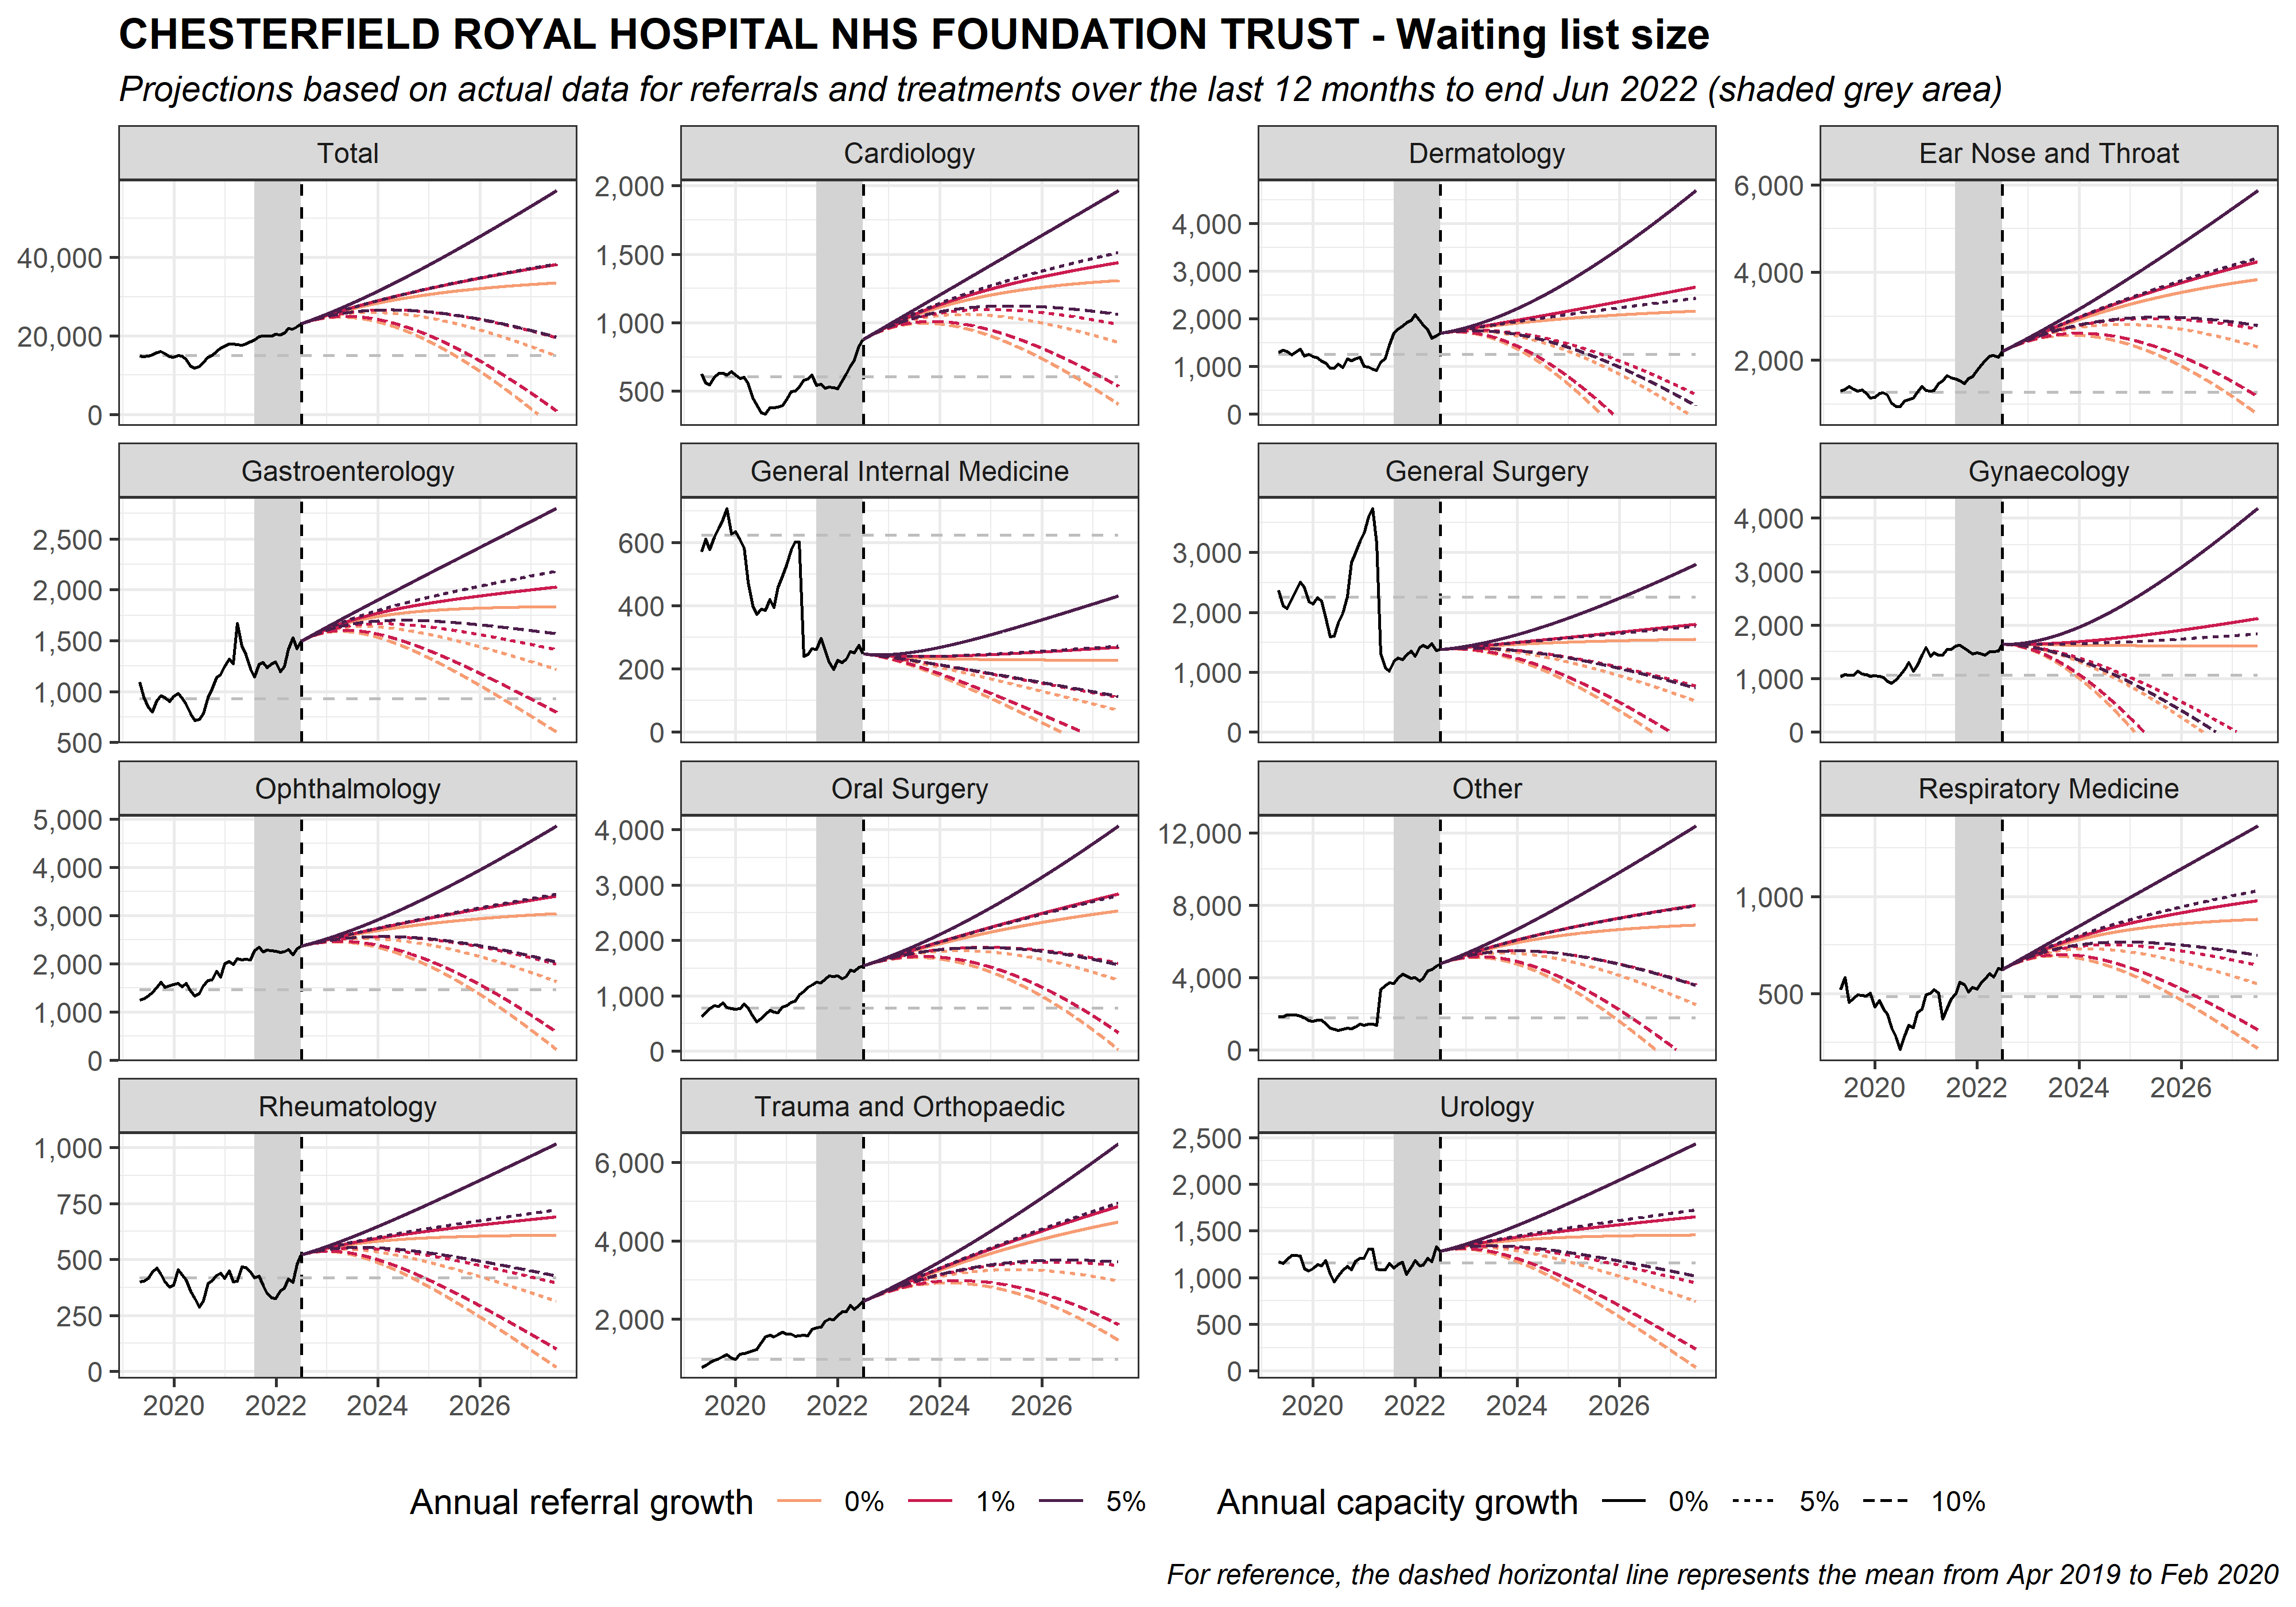 CHESTERFIELD ROYAL HOSPITAL NHS FOUNDATION TRUST - Waiting list size
Projections based on actual data for referrals and treatments over the last 12 months to end Jun 2022 (shaded grey area)
Total
40,000
20,000
0
Cardiology
2,000
1,500
1,000
500
Dermatology
4,000
3,000
2,000
1,000
0
Ear Nose and Throat
6,000
4,000
2,000
Gastroenterology
2,500
2,000
1,500
1,000
500
General Internal Medicine
600
400
200
0
General Surgery
3,000
2,000
1,000
0
Gynaecology
4,000
3,000
2,000
1,000
0
Ophthalmology
5,000
4,000
3,000
2,000
1,000
0
Oral Surgery
4,000
3,000
2,000
1,000
0
Other
12,000
8,000
4,000
0
Respiratory Medicine
1,000
500
2020 2022 2024 2026
Rheumatology
1,000
750
500
250
0
2020 2022 2024 2026
Trauma and Orthopaedic
6,000
4,000
2,000
2020 2022 2024 2026
Urology
2,500
2,000
1,500
1,000
500
0
2020 2022 2024 2026
Annual referral growth 0% 1% 5% Annual capacity growth 0% 5% 10%
For reference, the dashed horizontal line represents the mean from Apr 2019 to Feb 2020